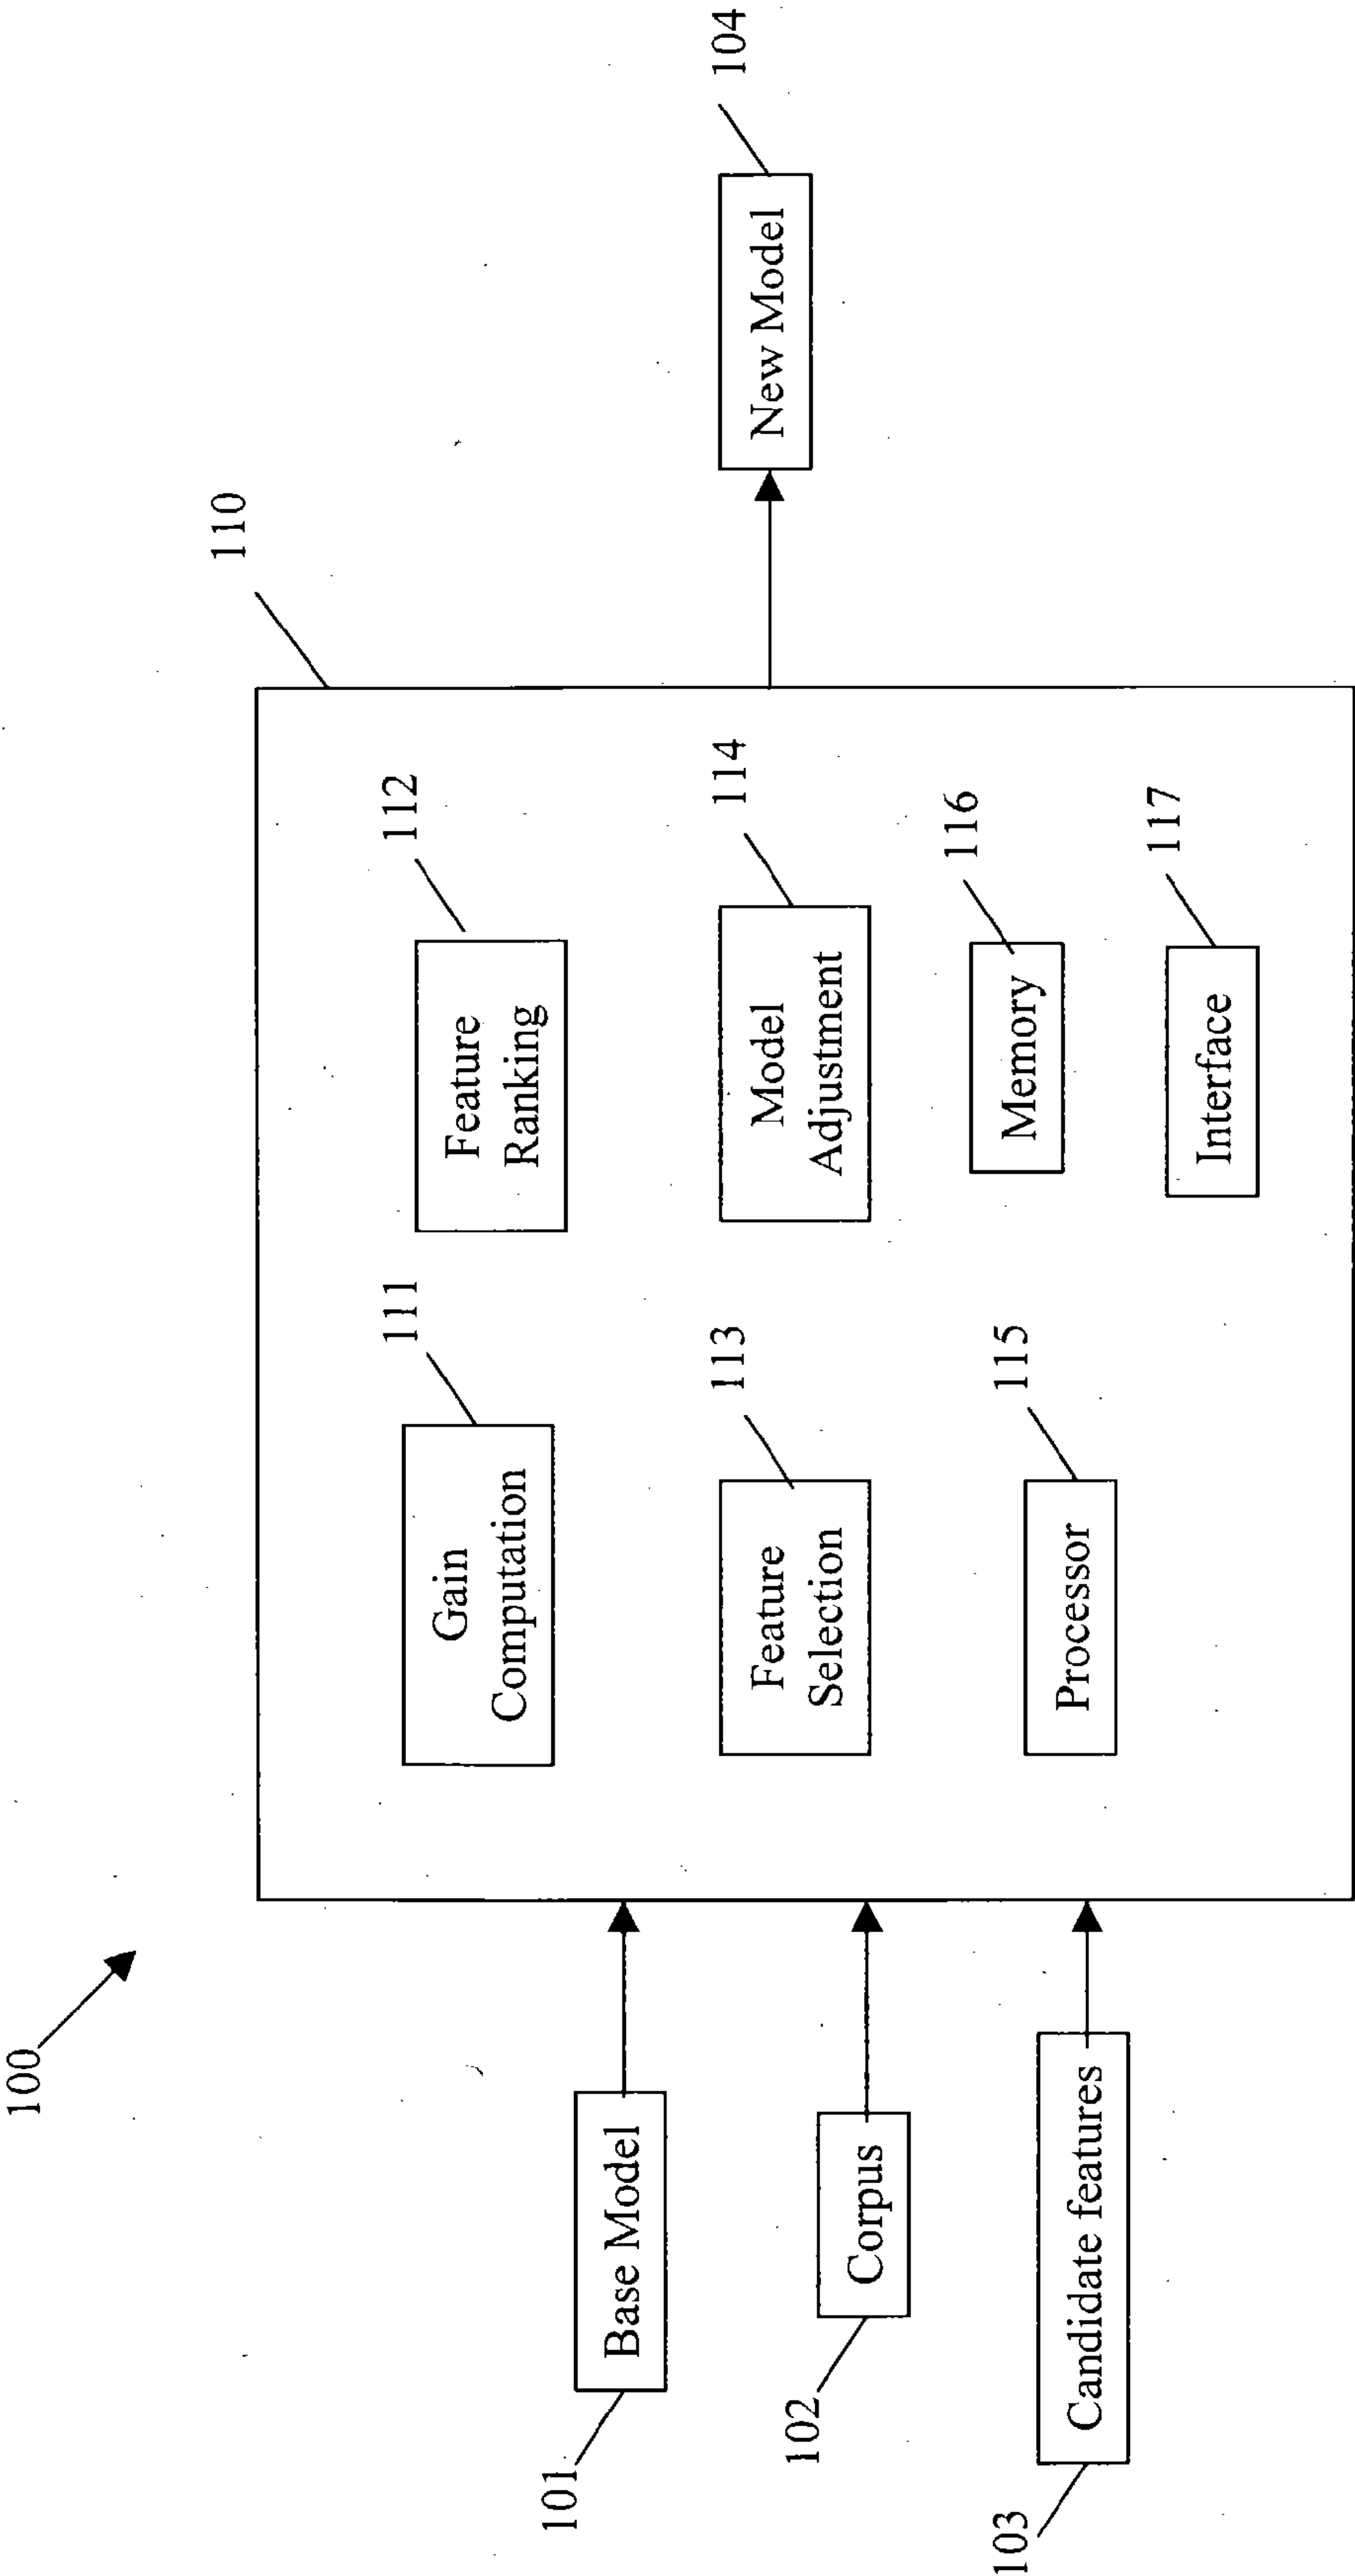 100
110
111
112
Gain
Computation
Feature
Ranking
101
Base Model
113
Feature
Selection
114
Model
Adjustment
104
New Model
102
Corpus
115
Processor
116
Memory
103
Candidate features
117
Interface